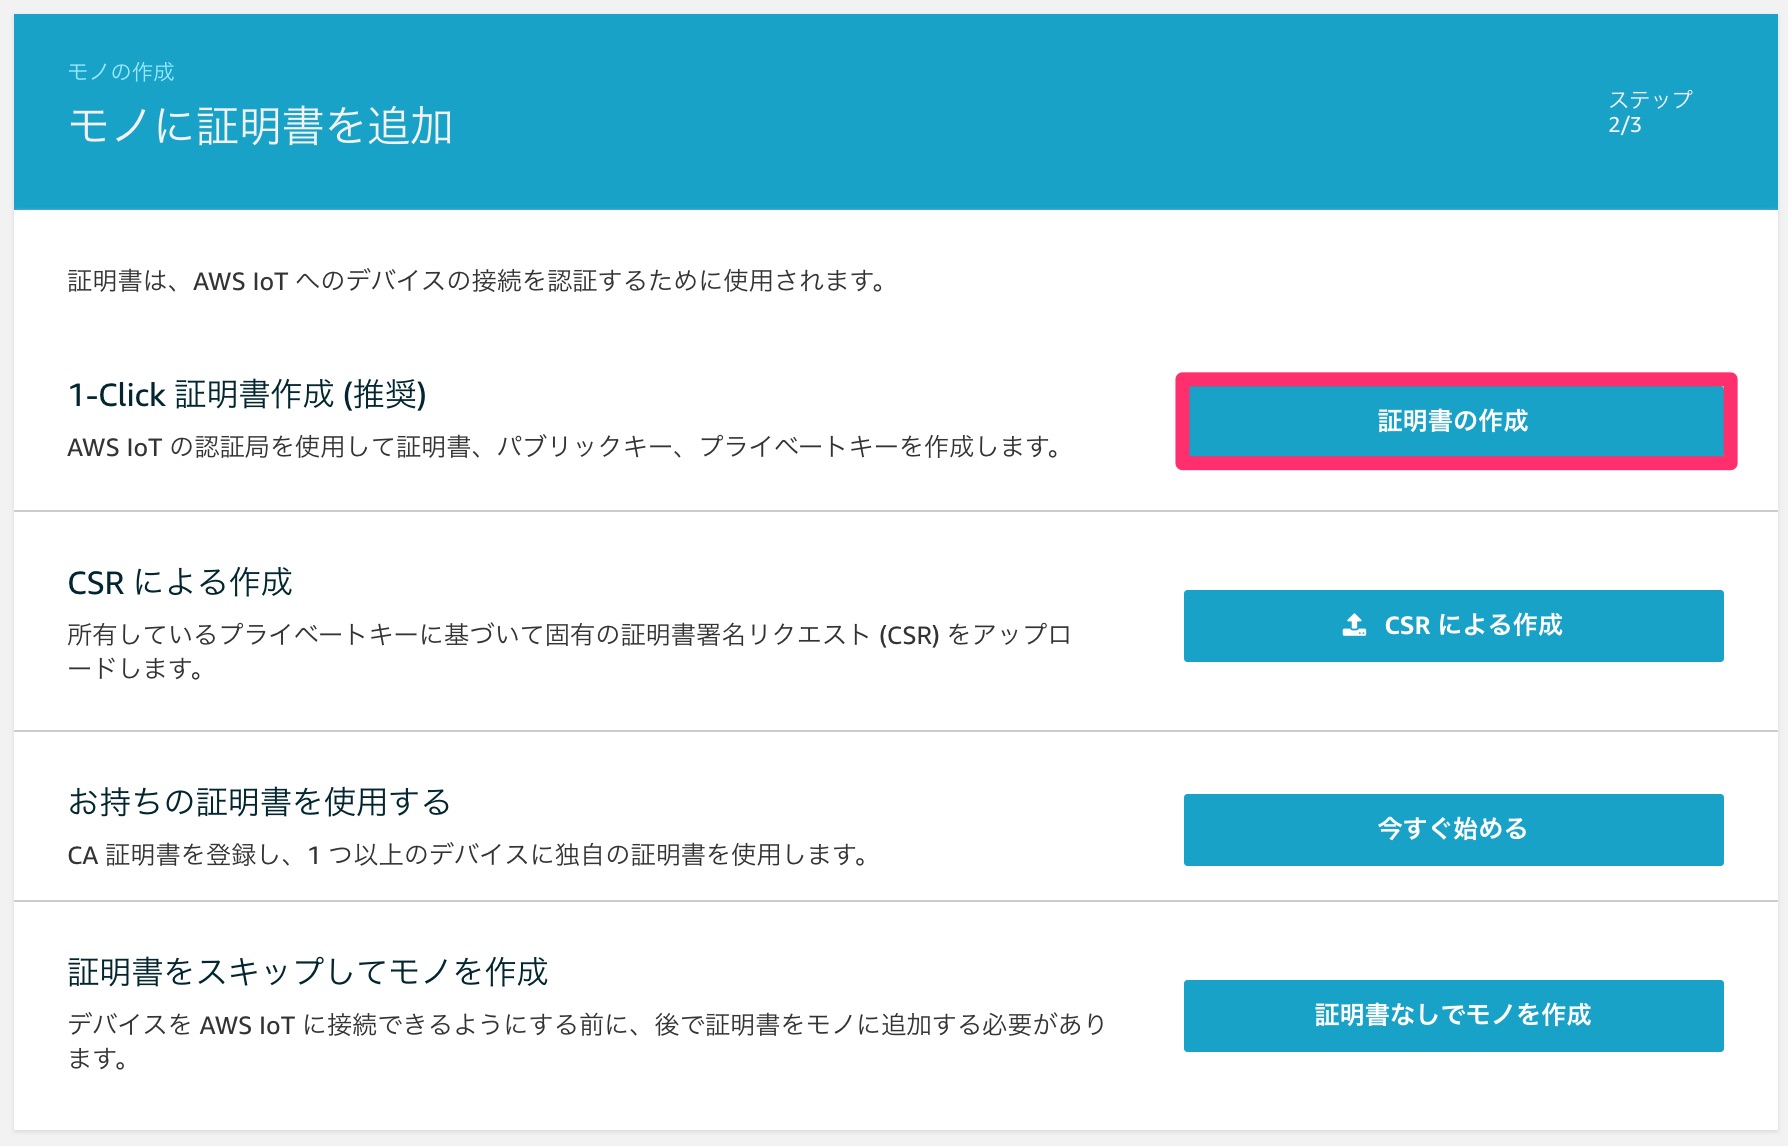 モノの作成
モノに証明書を追加
ステップ
2/3
証明書は、AWS IoT へのデバイスの接続を認証するために使用されます。
1-Click 証明書作成 (推奨)
AWS IoT の認証局を使用して証明書、パブリックキー、プライベートキーを作成します。
証明書の作成
CSR による作成
所有しているプライベートキーに基づいて固有の証明書署名リクエスト (CSR) をアップロ
ードします。
CSR による作成
お持ちの証明書を使用する
CA 証明書を登録し、1 つ以上のデバイスに独自の証明書を使用します。
今すぐ始める
証明書をスキップしてモノを作成
デバイスを AWS IoT に接続できるようにする前に、後で証明書をモノに追加する必要があり
ます。
証明書なしでモノを作成